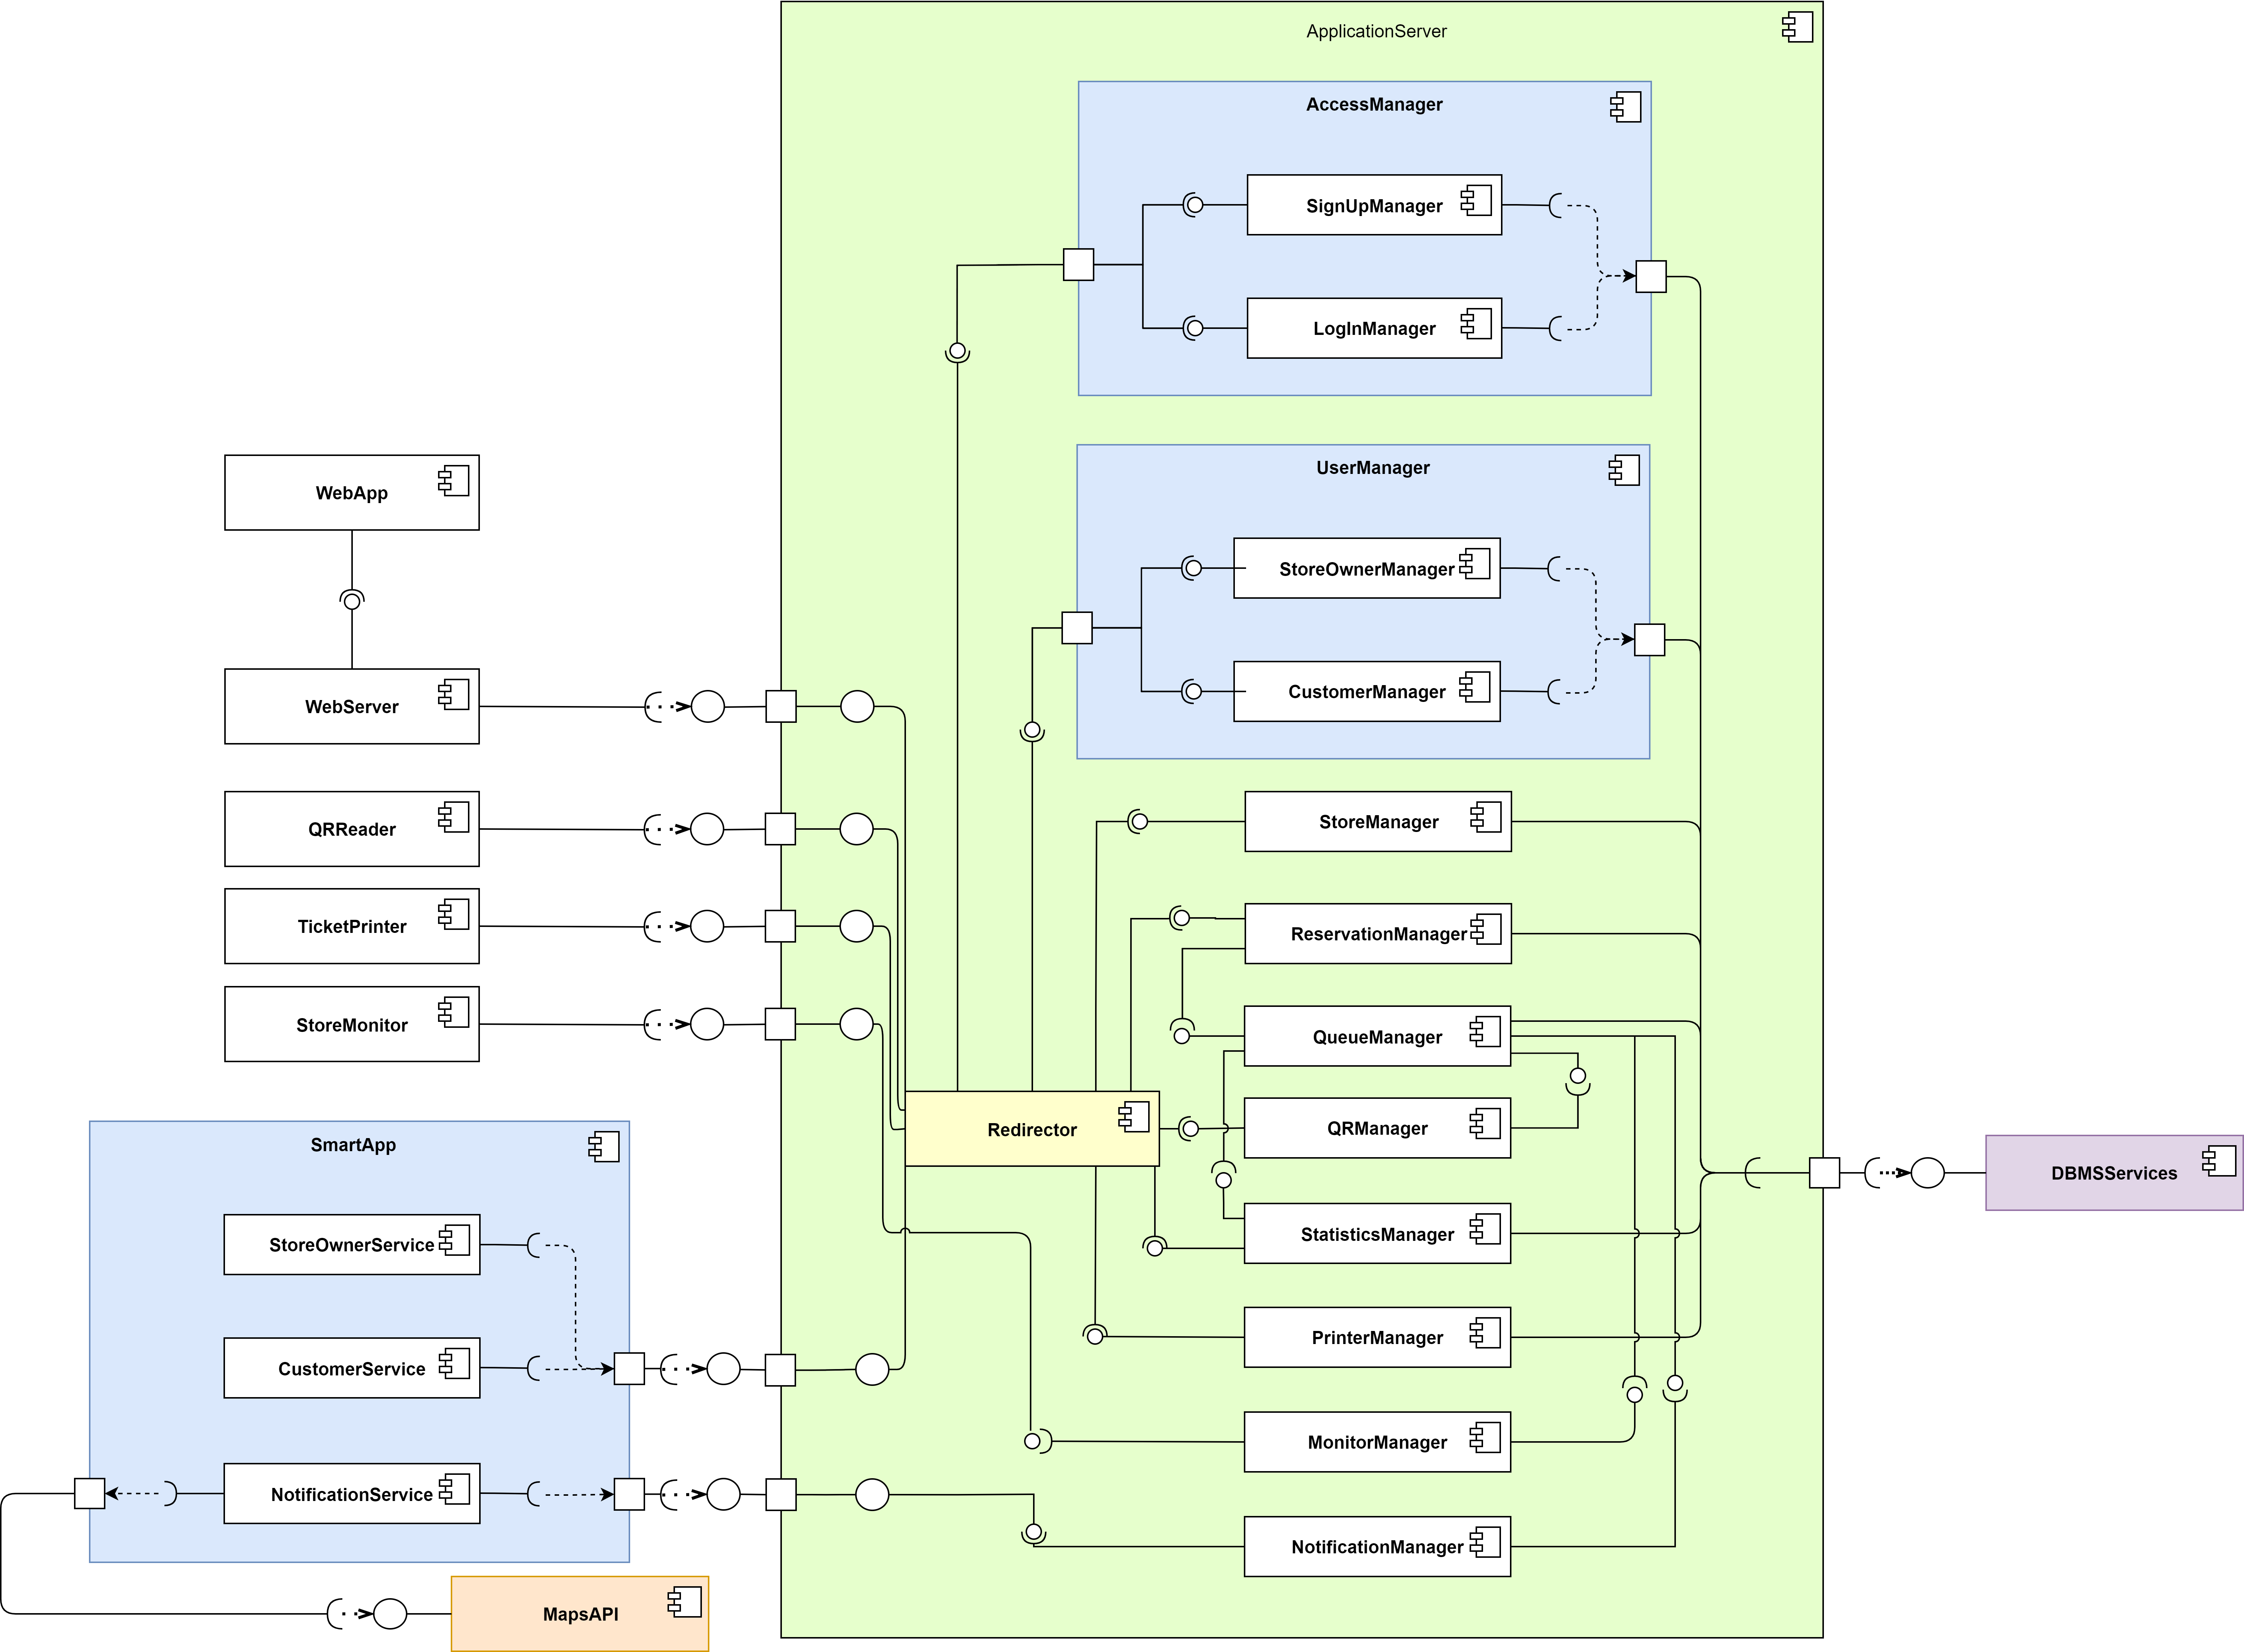 ApplicationServer
AccessManager
SignUpManager
LogInManager
UserManager
WebApp
StoreOwnerManager
CustomerManager
WebServer
StoreManager
QRReader
TicketPrinter
ReservationManager
StoreMonitor
QueueManager
Redirector
QRManager
SmartApp
DBMSServices
StoreOwnerService
StatisticsManager
PrinterManager
CustomerService
MonitorManager
NotificationService
NotificationManager
MapsAPI